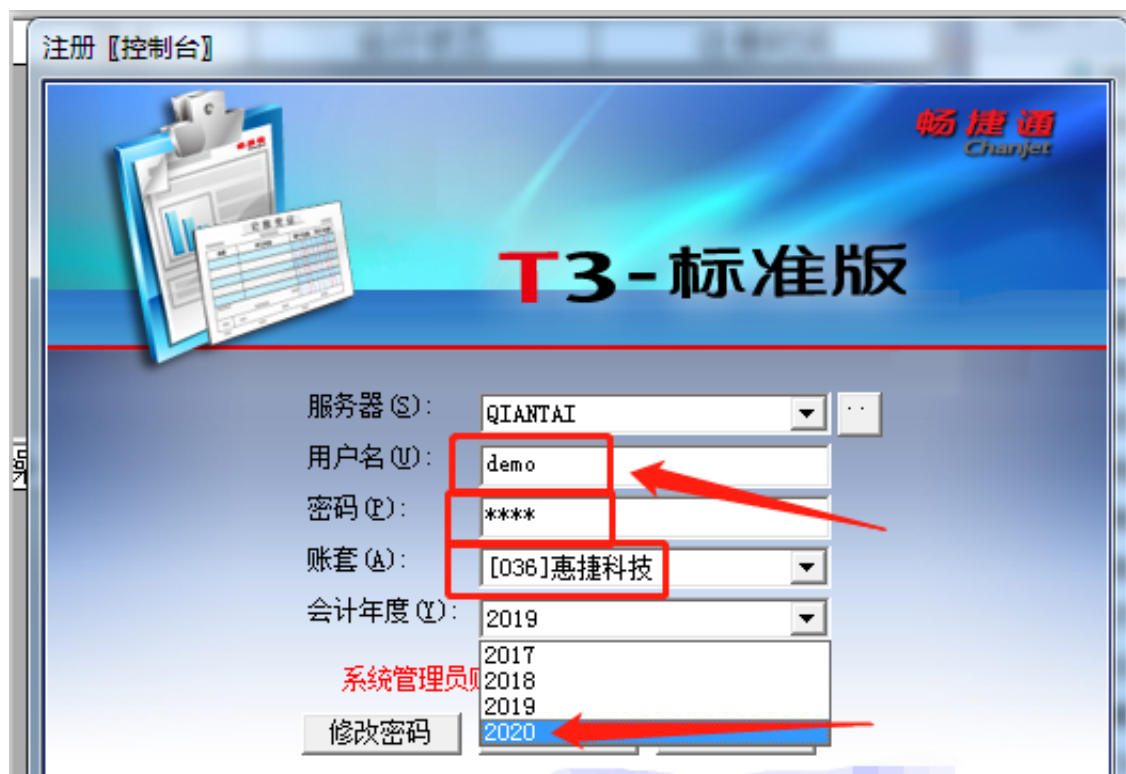 注册〖控制台〗
畅捷通
Chanjet
T3-标准版
服务器(S):
QIANTAI
..
用户名(U):
demo
密码(P):
****
账套(A):
[036]惠捷科技
会计年度(Y):
2019
2017
系统管理员
2018
2019
修改密码
2020